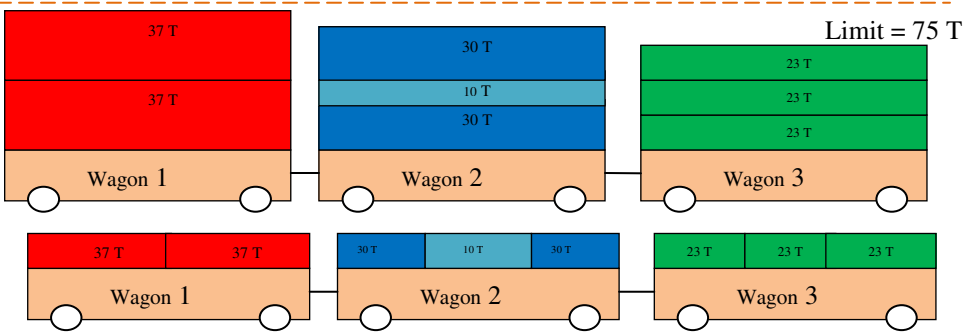 37 T
30 T
Limit = 75 T
23 T
10 T
37 T
23 T
30 T
23 T
Wagon 1
Wagon 2
Wagon 3
37 T 37 T
30 T 10 T 30 T
23 T 23 T 23 T
Wagon 1
Wagon 2
Wagon 3